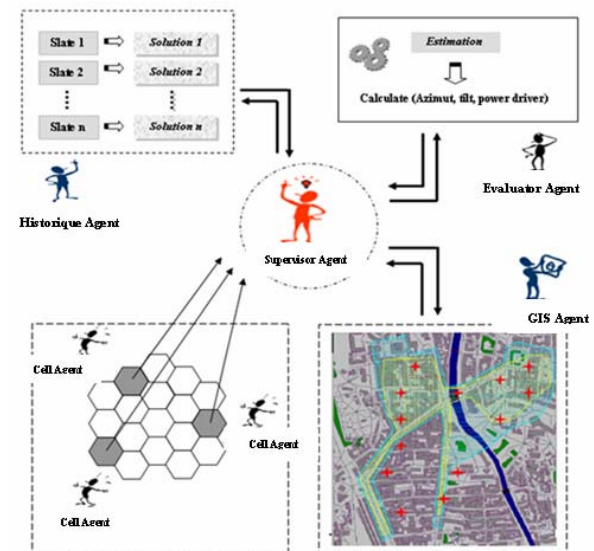 Slate 1
Solution 1
Slate 2
Solution 2
Slate n
Solution n
Historique Agent
Estimation
Calculate (Azimut, tilt, power driver)
Evaluator Agent
Supervisor Agent
GIS Agent
Cell Agent
Cell Agent
Cell Agent